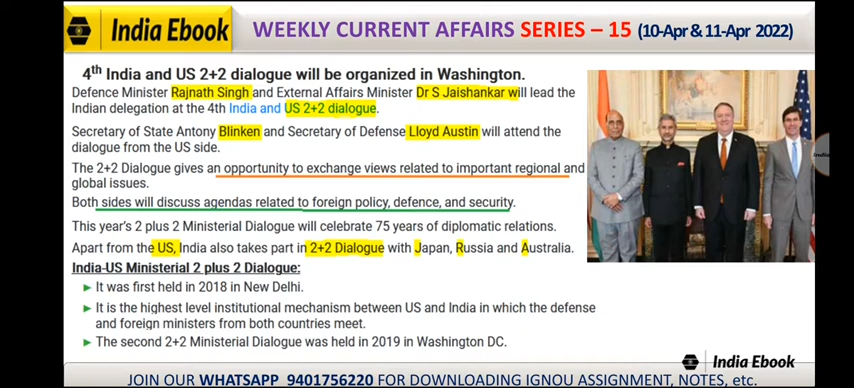 India Ebook
WEEKLY CURRENT AFFAIRS SERIES – 15 (10-Apr & 11-Apr 2022)
4th India and US 2+2 dialogue will be organized in Washington.
Defence Minister Rajnath Singh and External Affairs Minister Dr S Jaishankar will lead the
Indian delegation at the 4th India and US 2+2 dialogue.
Secretary of State Antony Blinken and Secretary of Defense Lloyd Austin will attend the
dialogue from the US side.
The 2+2 Dialogue gives an opportunity to exchange views related to important regional and
global issues.
Both sides will discuss agendas related to foreign policy, defence, and security.
This year's 2 plus 2 Ministerial Dialogue will celebrate 75 years of diplomatic relations.
Apart from the US, India also takes part in 2+2 Dialogue with Japan, Russia and Australia.
India-US Ministerial 2 plus 2 Dialogue:
► It was first held in 2018 in New Delhi.
► It is the highest level institutional mechanism between US and India in which the defense
and foreign ministers from both countries meet.
► The second 2+2 Ministerial Dialogue was held in 2019 in Washington DC.
India
India Ebook
JOIN OUR WHATSAPP 9401756220 FOR DOWNLOADING IGNOU ASSIGNMENT, NOTES, etc.